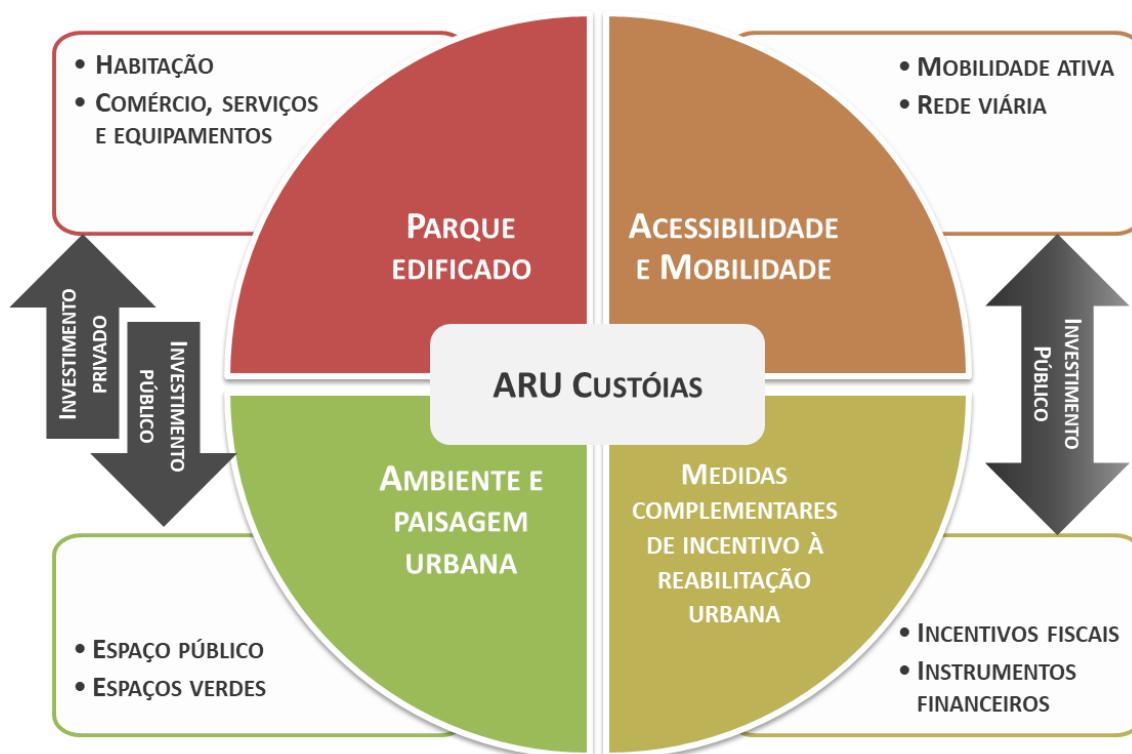 • HABITAÇÃO
• COMÉRCIO, SERVIÇOS
E EQUIPAMENTOS
• MOBILIDADE ATIVA
• REDE VIÁRIA
PARQUE
EDIFICADO
ACESSIBILIDADE
E MOBILIDADE
INVESTIMENTO
PRIVADO
INVESTIMENTO
PÚBLICO
ARU CUSTÓIAS
INVESTIMENTO
PÚBLICO
AMBIENTE E
PAISAGEM
URBANA
MEDIDAS
COMPLEMENTARES
DE INCENTIVO À
REABILITAÇÃO
URBANA
• ESPAÇO PÚBLICO
• ESPAÇOS VERDES
• INCENTIVOS FISCAIS
• INSTRUMENTOS
FINANCEIROS